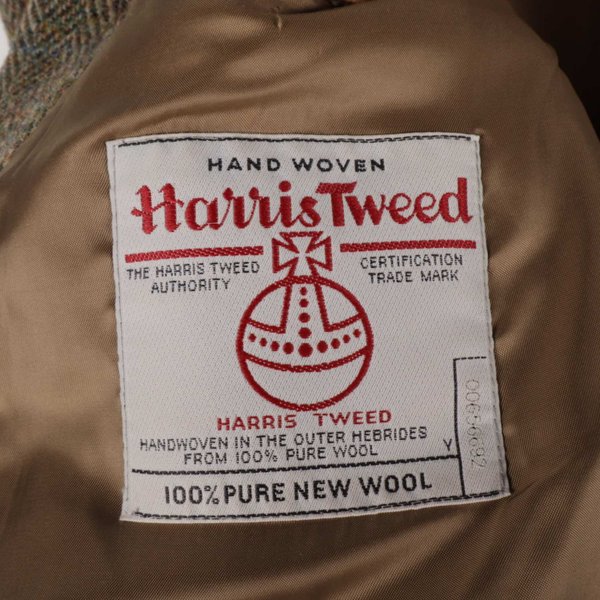 HAND WOVEN
Harris Tweed
THE HARRIS TWEED AUTHORITY
CERTIFICATION TRADE MARK
HARRIS TWEED
HANDWOVEN IN THE OUTER HEBRIDES
FROM 100% PURE WOOL
Y
100% PURE NEW WOOL